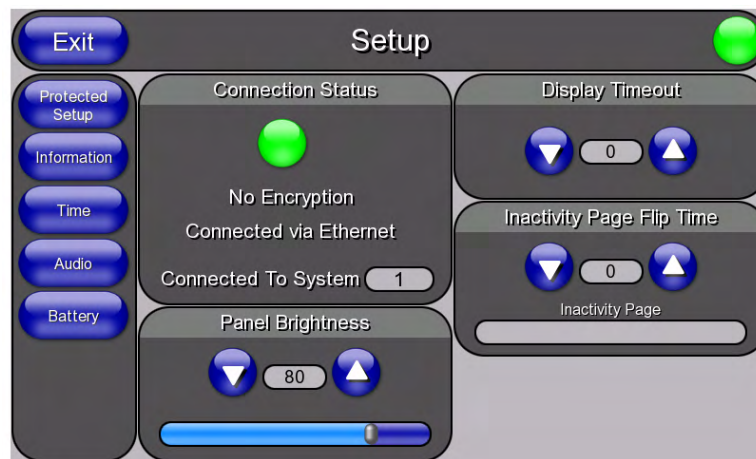 Exit
Setup
Protected
Setup
Information
Time
Audio
Battery
Connection Status
No Encryption
Connected via Ethernet
Connected To System 1
Panel Brightness
80
Display Timeout
0
Inactivity Page Flip Time
0
Inactivity Page